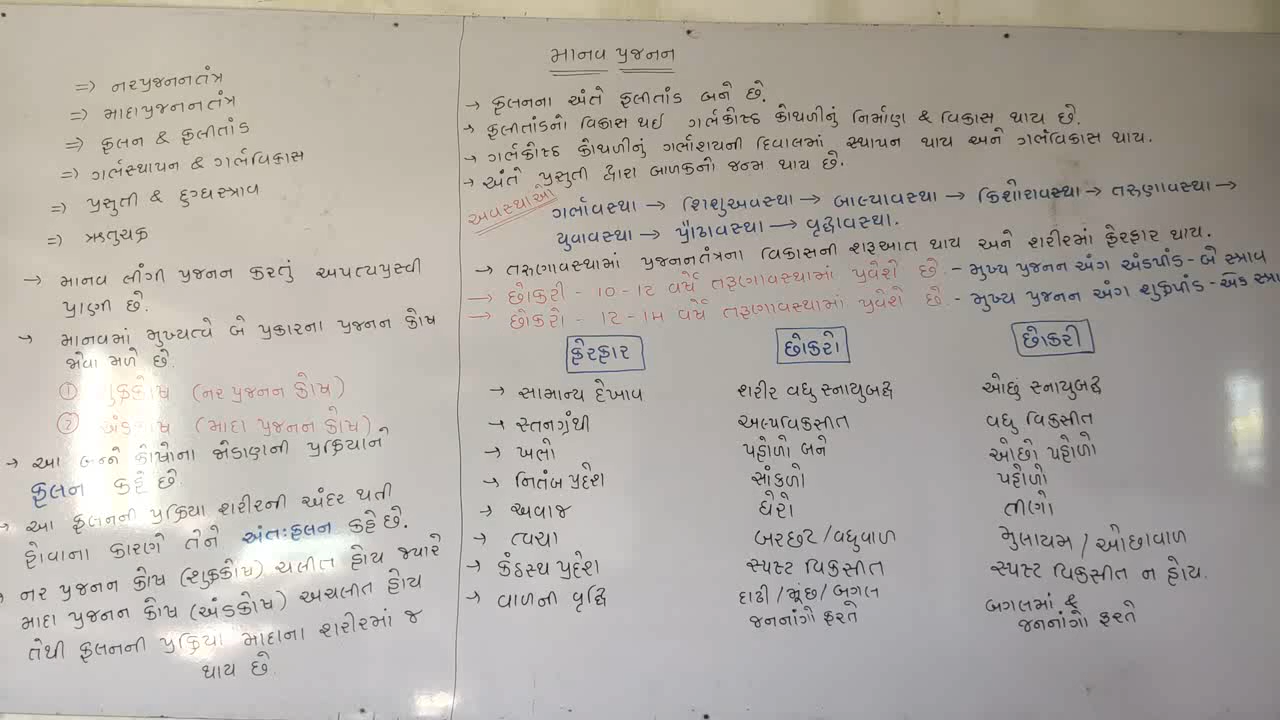 => નરપ્રજનનતંત્ર
=> માદાપ્રજનનતંત્ર
=> ફલન & ફલીતાંડ
=> ગર્ભસ્થાપન & ગર્ભવિકાસ
=> પ્રસુતી & દુગ્ધસ્ત્રાવ
=> ઋતુચક્ર
→ માનવ લીંગી પ્રજનન કરતું અપત્યપ્રસ્વી
પ્રાણી છે.
→ માનવમાં મુખ્યત્વે બે પ્રકારના પ્રજનન કોષ
જોવા મળે છે.
① શુક્રકોષ (નર પ્રજનન કોષ)
② અંડકોષ (માદા પ્રજનન કોષ)
→ આ બન્ને કોષોના જોડાણની પ્રક્રિયાને
ફલન કહે છે.
→ આ ફલનની પ્રક્રિયા શરીરની અંદર થતી
હોવાના કારણે તેને અંતઃફલન કહે છે.
→ નર પ્રજનન કોષ (શુક્રકોષ) ચલીત હોય જ્યારે
માદા પ્રજનન કોષ (અંડકોષ) અચલીત હોય
તેથી ફલનની પ્રક્રિયા માદાના શરીરમાં જ
થાય છે.
માનવ પ્રજનન
→ ફલનના અંતે ફલીતાંડ બને છે.
→ ફલીતાંડનો વિકાસ થઈ ગર્ભકોષ્ઠ કોથળીનું નિર્માણ & વિકાસ થાય છે.
→ ગર્ભકોષ્ઠ કોથળીનું ગર્ભાશયની દિવાલમાં સ્થાપન થાય અને ગર્ભવિકાસ થાય.
→ અંતે પ્રસુતી દ્વારા બાળકનો જન્મ થાય છે.
અવસ્થાઓ ગર્ભાવસ્થા → શિશુઅવસ્થા → બાલ્યાવસ્થા → કિશોરાવસ્થા → તરુણાવસ્થા →
યુવાવસ્થા → પ્રૌઢાવસ્થા → વૃદ્ધાવસ્થા.
→ તરુણાવસ્થામાં પ્રજનનતંત્રના વિકાસની શરૂઆત થાય અને શરીરમાં ફેરફાર થાય.
→ છોકરી - 10-12 વર્ષે તરુણાવસ્થામાં પ્રવેશે છે - મુખ્ય પ્રજનન અંગ અંડપીંડ - બે સ્ત્રાવ
→ છોકરો - 12-14 વર્ષે તરુણાવસ્થામાં પ્રવેશે છે - મુખ્ય પ્રજનન અંગ શુક્રપીંડ - એક
ફેરફાર છોકરો છોકરી
→ સામાન્ય દેખાવ શરીર વધુ સ્નાયુબદ્ધ ઓછું સ્નાયુબદ્ધ
→ સ્તનગ્રંથી અલ્પવિકસીત વધુ વિકસીત
→ ખભો પહોળો બને ઓછો પહોળો
→ નિતંબ પ્રદેશ સાંકળો પહોળો
→ અવાજ ઘેરો તીણો
→ ત્વચા બરછટ / વધુવાળ મુલાયમ / ઓછાવાળ
→ કંઠસ્થ પ્રદેશ સ્પષ્ટ વિકસીત સ્પષ્ટ વિકસીત ન હોય.
→ વાળની વૃદ્ધિ દાઢી / મૂંછ / બગલ બગલમાં &
જનનાંગો ફરતે જનનાંગો ફરતે